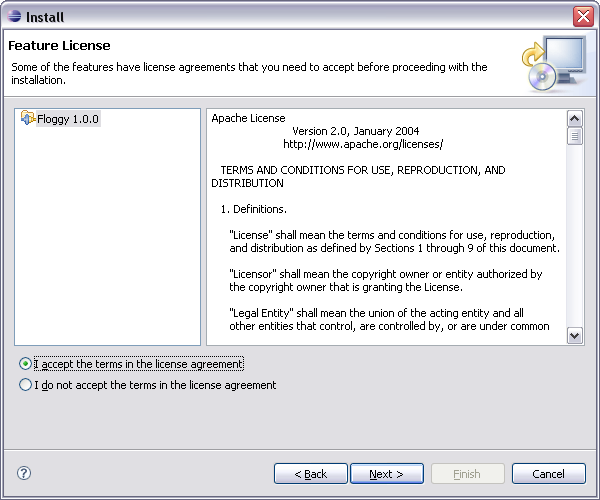 Install
Feature License
Some of the features have license agreements that you need to accept before proceeding with the
installation.
Floggy 1.0.0
Apache License
Version 2.0, January 2004
http://www.apache.org/licenses/
TERMS AND CONDITIONS FOR USE, REPRODUCTION, AND
DISTRIBUTION
1. Definitions.
"License" shall mean the terms and conditions for use, reproduction,
and distribution as defined by Sections 1 through 9 of this document.
"Licensor" shall mean the copyright owner or entity authorized by
the copyright owner that is granting the License.
"Legal Entity" shall mean the union of the acting entity and all
other entities that control, are controlled by, or are under common
I accept the terms in the license agreement
I do not accept the terms in the license agreement
? < Back Next > Finish Cancel